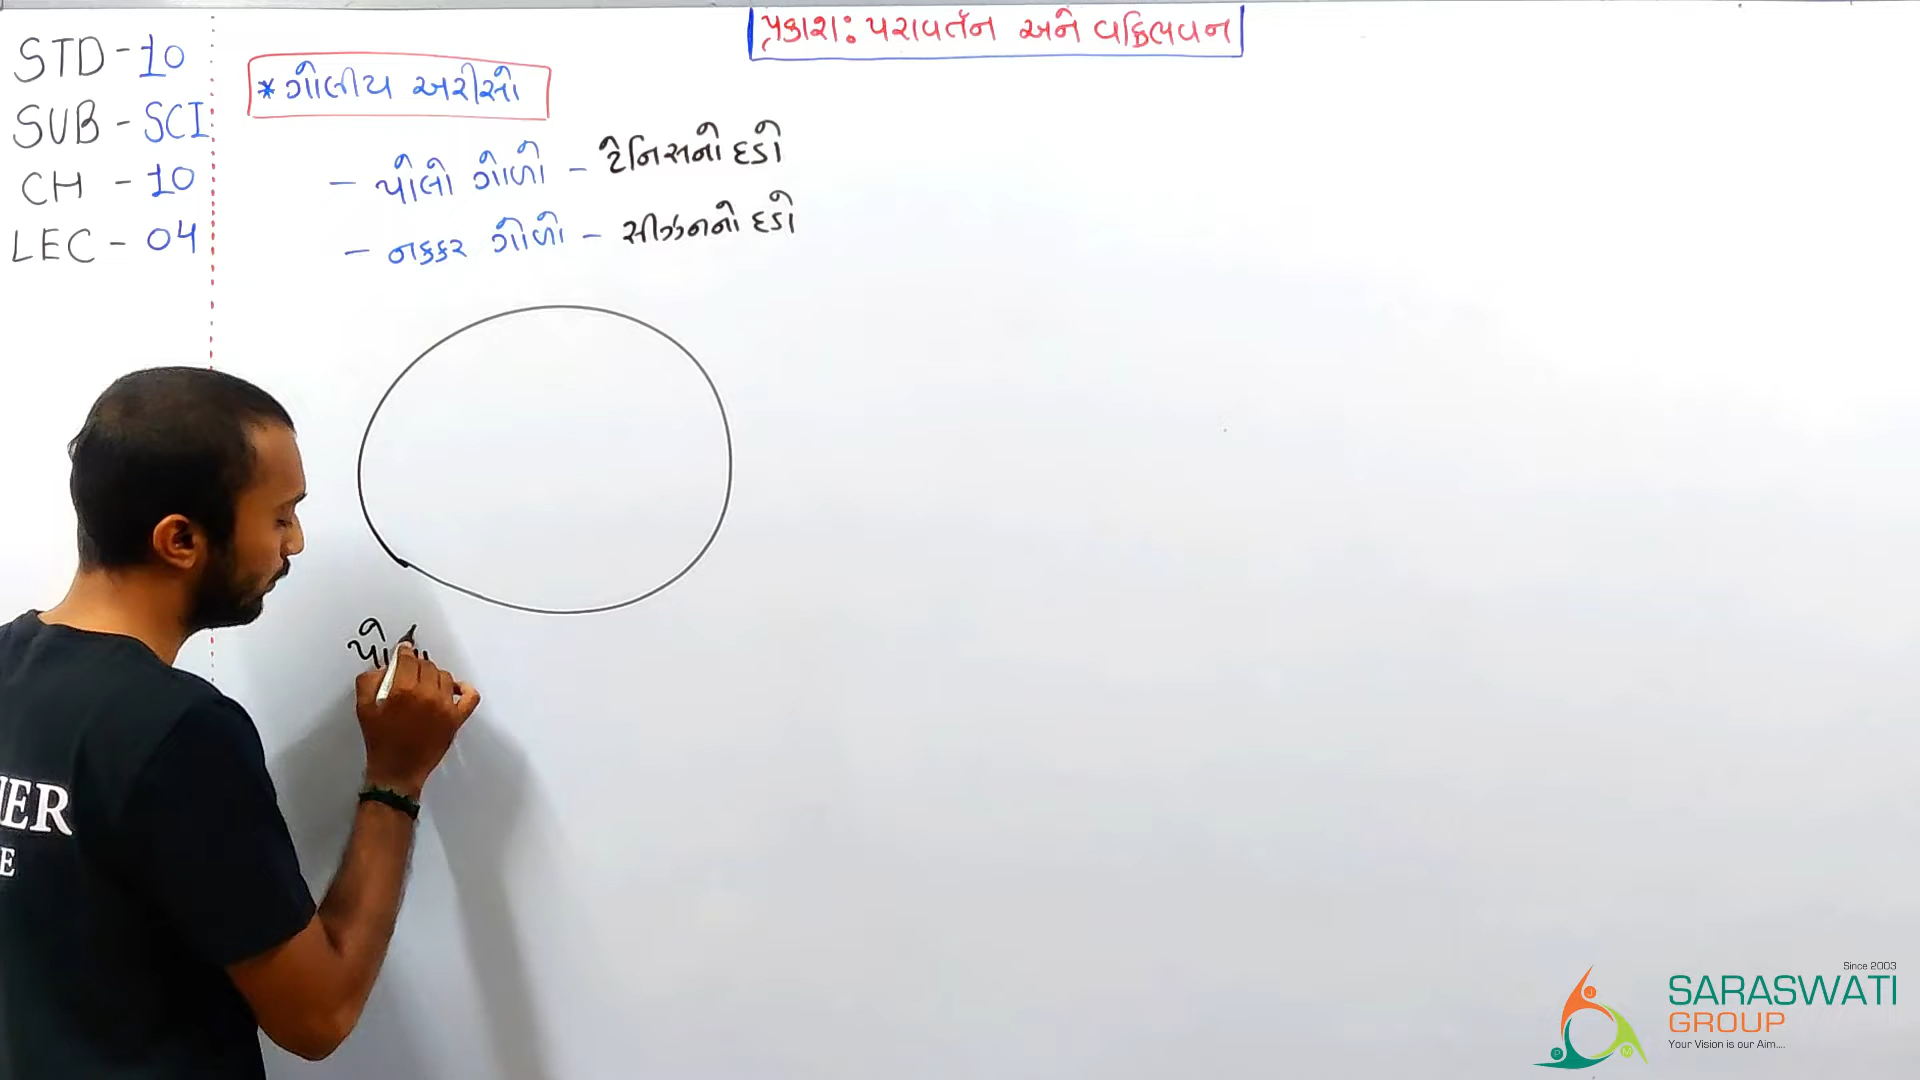 પ્રકાશ: પરાવર્તન અને વક્રિભવન
STD-10
SUB - SCI
CH - 10
LEC - 04
* ગોલીય અરીસો
- પોલો ગોળો - ટેનિસનો દડો
- નક્કર ગોળો - સીઝનનો દડો
NER
E
Since 2003
SARASWATI
GROUP
Your Vision is our Aim....
J
P
M